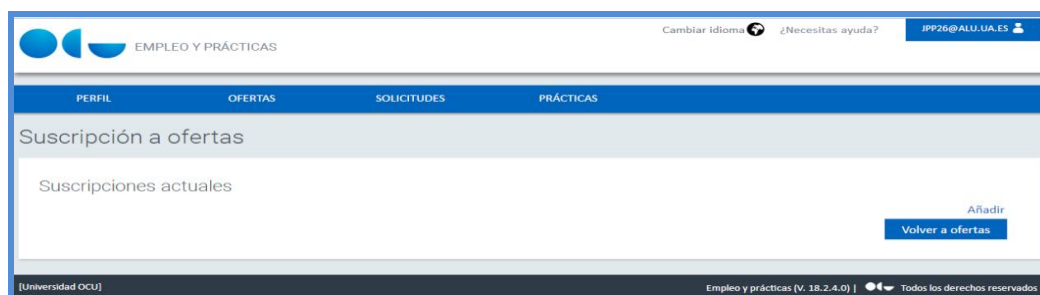 Cambiar idioma ¿Necesitas ayuda? JPP26@ALU.UA.ES
EMPLEO Y PRÁCTICAS
PERFIL OFERTAS SOLICITUDES PRÁCTICAS
Suscripción a ofertas
Suscripciones actuales
Añadir
Volver a ofertas
[Universidad OCU] Empleo y prácticas (V. 18.2.4.0) | Todos los derechos reservados